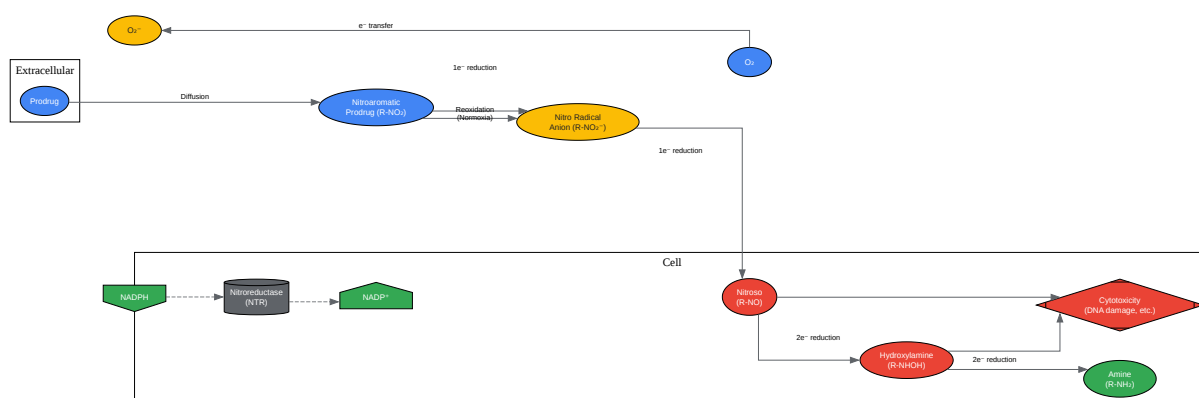 O₂⁻
e⁻ transfer
O₂
Extracellular
Prodrug
Diffusion
1e⁻ reduction
Nitroaromatic
Prodrug (R-NO₂)
Reoxidation
(Normoxia)
Nitro Radical
Anion (R-NO₂⁻)
1e⁻ reduction
Cell
NADPH
Nitroreductase
(NTR)
NADP⁺
Nitroso
(R-NO)
Cytotoxicity
(DNA damage, etc.)
2e⁻ reduction
Hydroxylamine
(R-NHOH)
2e⁻ reduction
Amine
(R-NH₂)